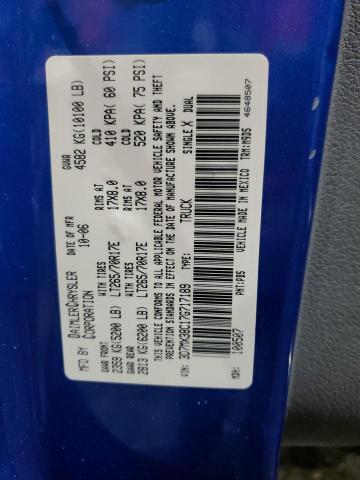 MFD BY DAIMLERCHRYSLER CORPORATION DATE OF MFR 10-06 GVWR 4582 KG(10100 LB)
GAWR FRONT WITH TIRES RIMS AT COLD
2359 KG(5200 LB) LT265/70R17E 17X8.0 410 KPA( 60 PSI)
GAWR REAR WITH TIRES RIMS AT COLD
2813 KG(6200 LB) LT265/70R17E 17X8.0 520 KPA( 75 PSI)
THIS VEHICLE CONFORMS TO ALL APPLICABLE FEDERAL MOTOR VEHICLE SAFETY AND THEFT
PREVENTION STANDARDS IN EFFECT ON THE DATE OF MANUFACTURE SHOWN ABOVE.
VIN: 3D7MX38C17G717189 TYPE: TRUCK SINGLE X DUAL
MDH: 100507 PNT: PB5 VEHICLE MADE IN MEXICO TRM: M9D5 4648507